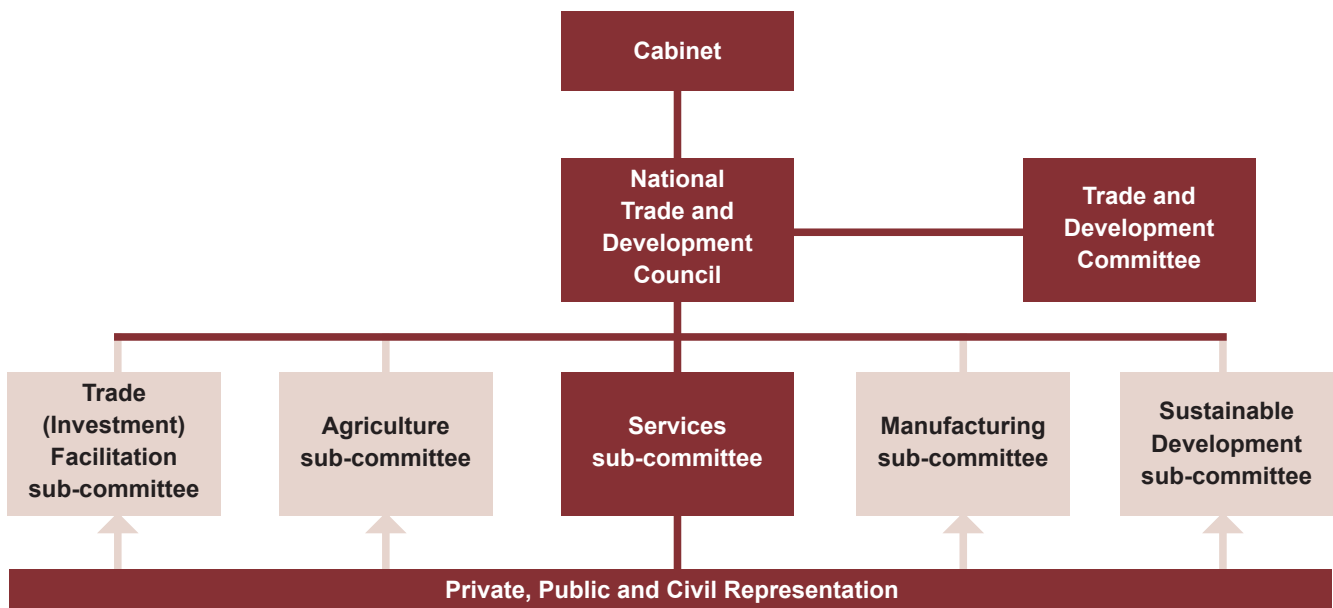 Cabinet
National
Trade and
Development
Council
Trade and
Development
Committee
Trade
(Investment)
Facilitation
sub-committee
Agriculture
sub-committee
Services
sub-committee
Manufacturing
sub-committee
Sustainable
Development
sub-committee
Private, Public and Civil Representation